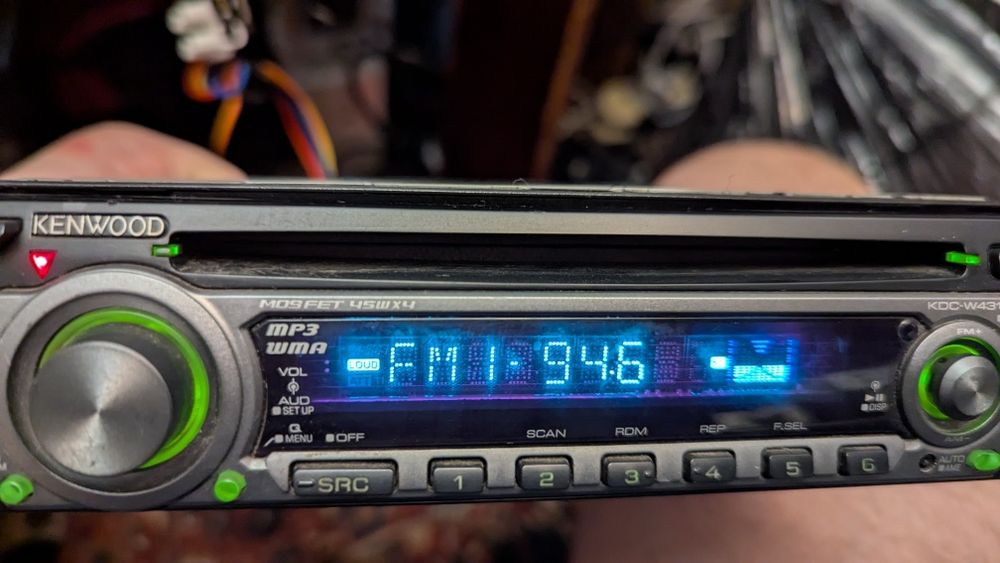 KENWOOD
MOSFET 45WX4
KDC-W431
MP3
WMA
VOL
AUD
SET UP
Q
MENU
OFF
LOUD
FM1- 94.6
FM+
DISP
SCAN
RDM
REP
F.SEL
SRC
1
2
3
4
5
6
AM-
AUTO
AME